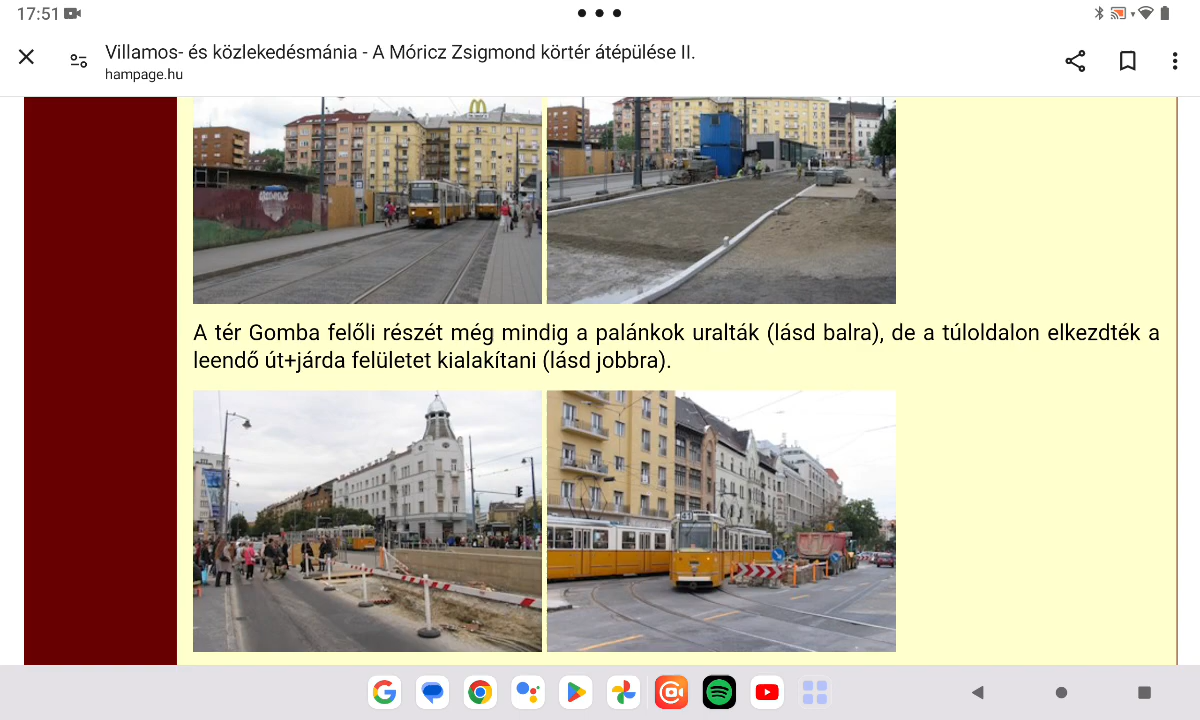 17:51
Villamos- és közlekedésmánia - A Móricz Zsigmond körtér átépülése II.
hampage.hu
A tér Gomba felőli részét még mindig a palánkok uralták (lásd balra), de a túloldalon elkezdték a
leendő út+járda felületet kialakítani (lásd jobbra).
41